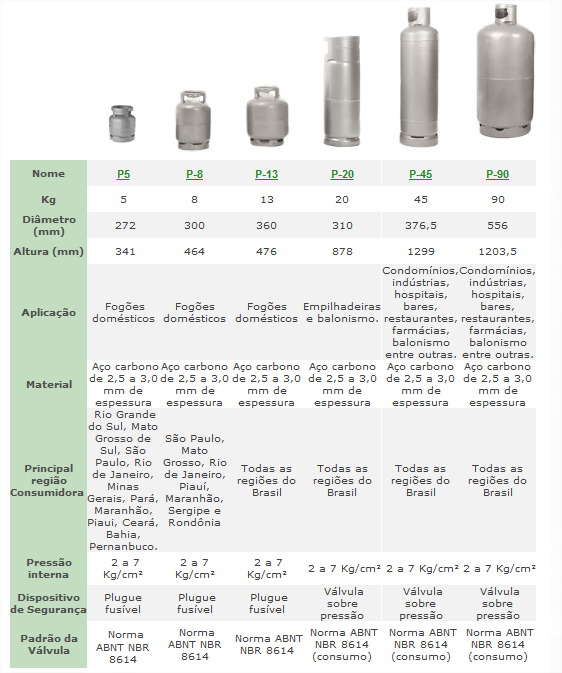 Nome P5 P-8 P-13 P-20 P-45 P-90
Kg 5 8 13 20 45 90
Diâmetro (mm) 272 300 360 310 376,5 556
Altura (mm) 341 464 476 878 1299 1203,5
Aplicação
Fogões
domésticos
Fogões
domésticos
Fogões
domésticos
Empilhadeiras
e balonismo.
Condomínios,
indústrias,
hospitais,
bares,
restaurantes,
farmácias,
balonismo
entre outras.
Condomínios,
indústrias,
hospitais,
bares,
restaurantes,
farmácias,
balonismo
entre outras.
Material
Aço carbono
de 2,5 a 3,0
mm de
espessura
Aço carbono
de 2,5 a 3,0
mm de
espessura
Aço carbono
de 2,5 a 3,0
mm de
espessura
Aço carbono
de 2,5 a 3,0
mm de
espessura
Aço carbono
de 2,5 a 3,0
mm de
espessura
Aço carbono
de 2,5 a 3,0
mm de
espessura
Principal
região
Consumidora
Rio Grande
do Sul, Mato
Grosso de
Sul, São
Paulo, Rio
de Janeiro,
Minas
Gerais, Pará,
Maranhão,
Piaui, Ceará,
Bahia,
Pernambuco.
São Paulo,
Mato
Grosso, Rio
de Janeiro,
Piauí,
Maranhão,
Sergipe e
Rondônia
Todas as
regiões do
Brasil
Todas as
regiões do
Brasil
Todas as
regiões do
Brasil
Todas as
regiões do
Brasil
Pressão
interna
2 a 7
Kg/cm²
2 a 7
Kg/cm²
2 a 7
Kg/cm²
2 a 7 Kg/cm²
2 a 7 Kg/cm²
2 a 7 Kg/cm²
Dispositivo
de Segurança
Plugue
fusível
Plugue
fusível
Plugue
fusível
Válvula
sobre
pressão
Válvula
sobre
pressão
Válvula
sobre
pressão
Padrão da
Válvula
Norma
ABNT NBR
8614
Norma
ABNT NBR
8614
Norma ABNT
NBR 8614
Norma ABNT
NBR 8614
(consumo)
Norma ABNT
NBR 8614
(consumo)
Norma ABNT
NBR 8614
(consumo)